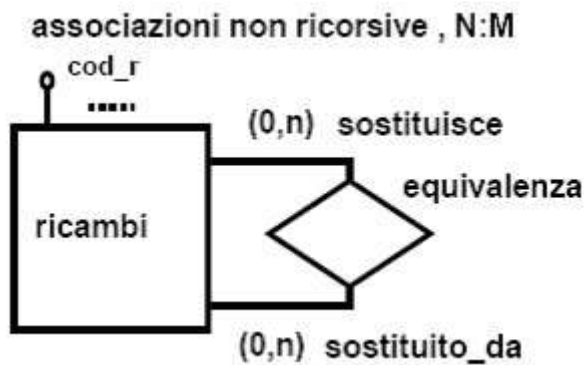 associazioni non ricorsive , N:M
cod_r
.....
(0,n) sostituisce
equivalenza
ricambi
(0,n) sostituito_da